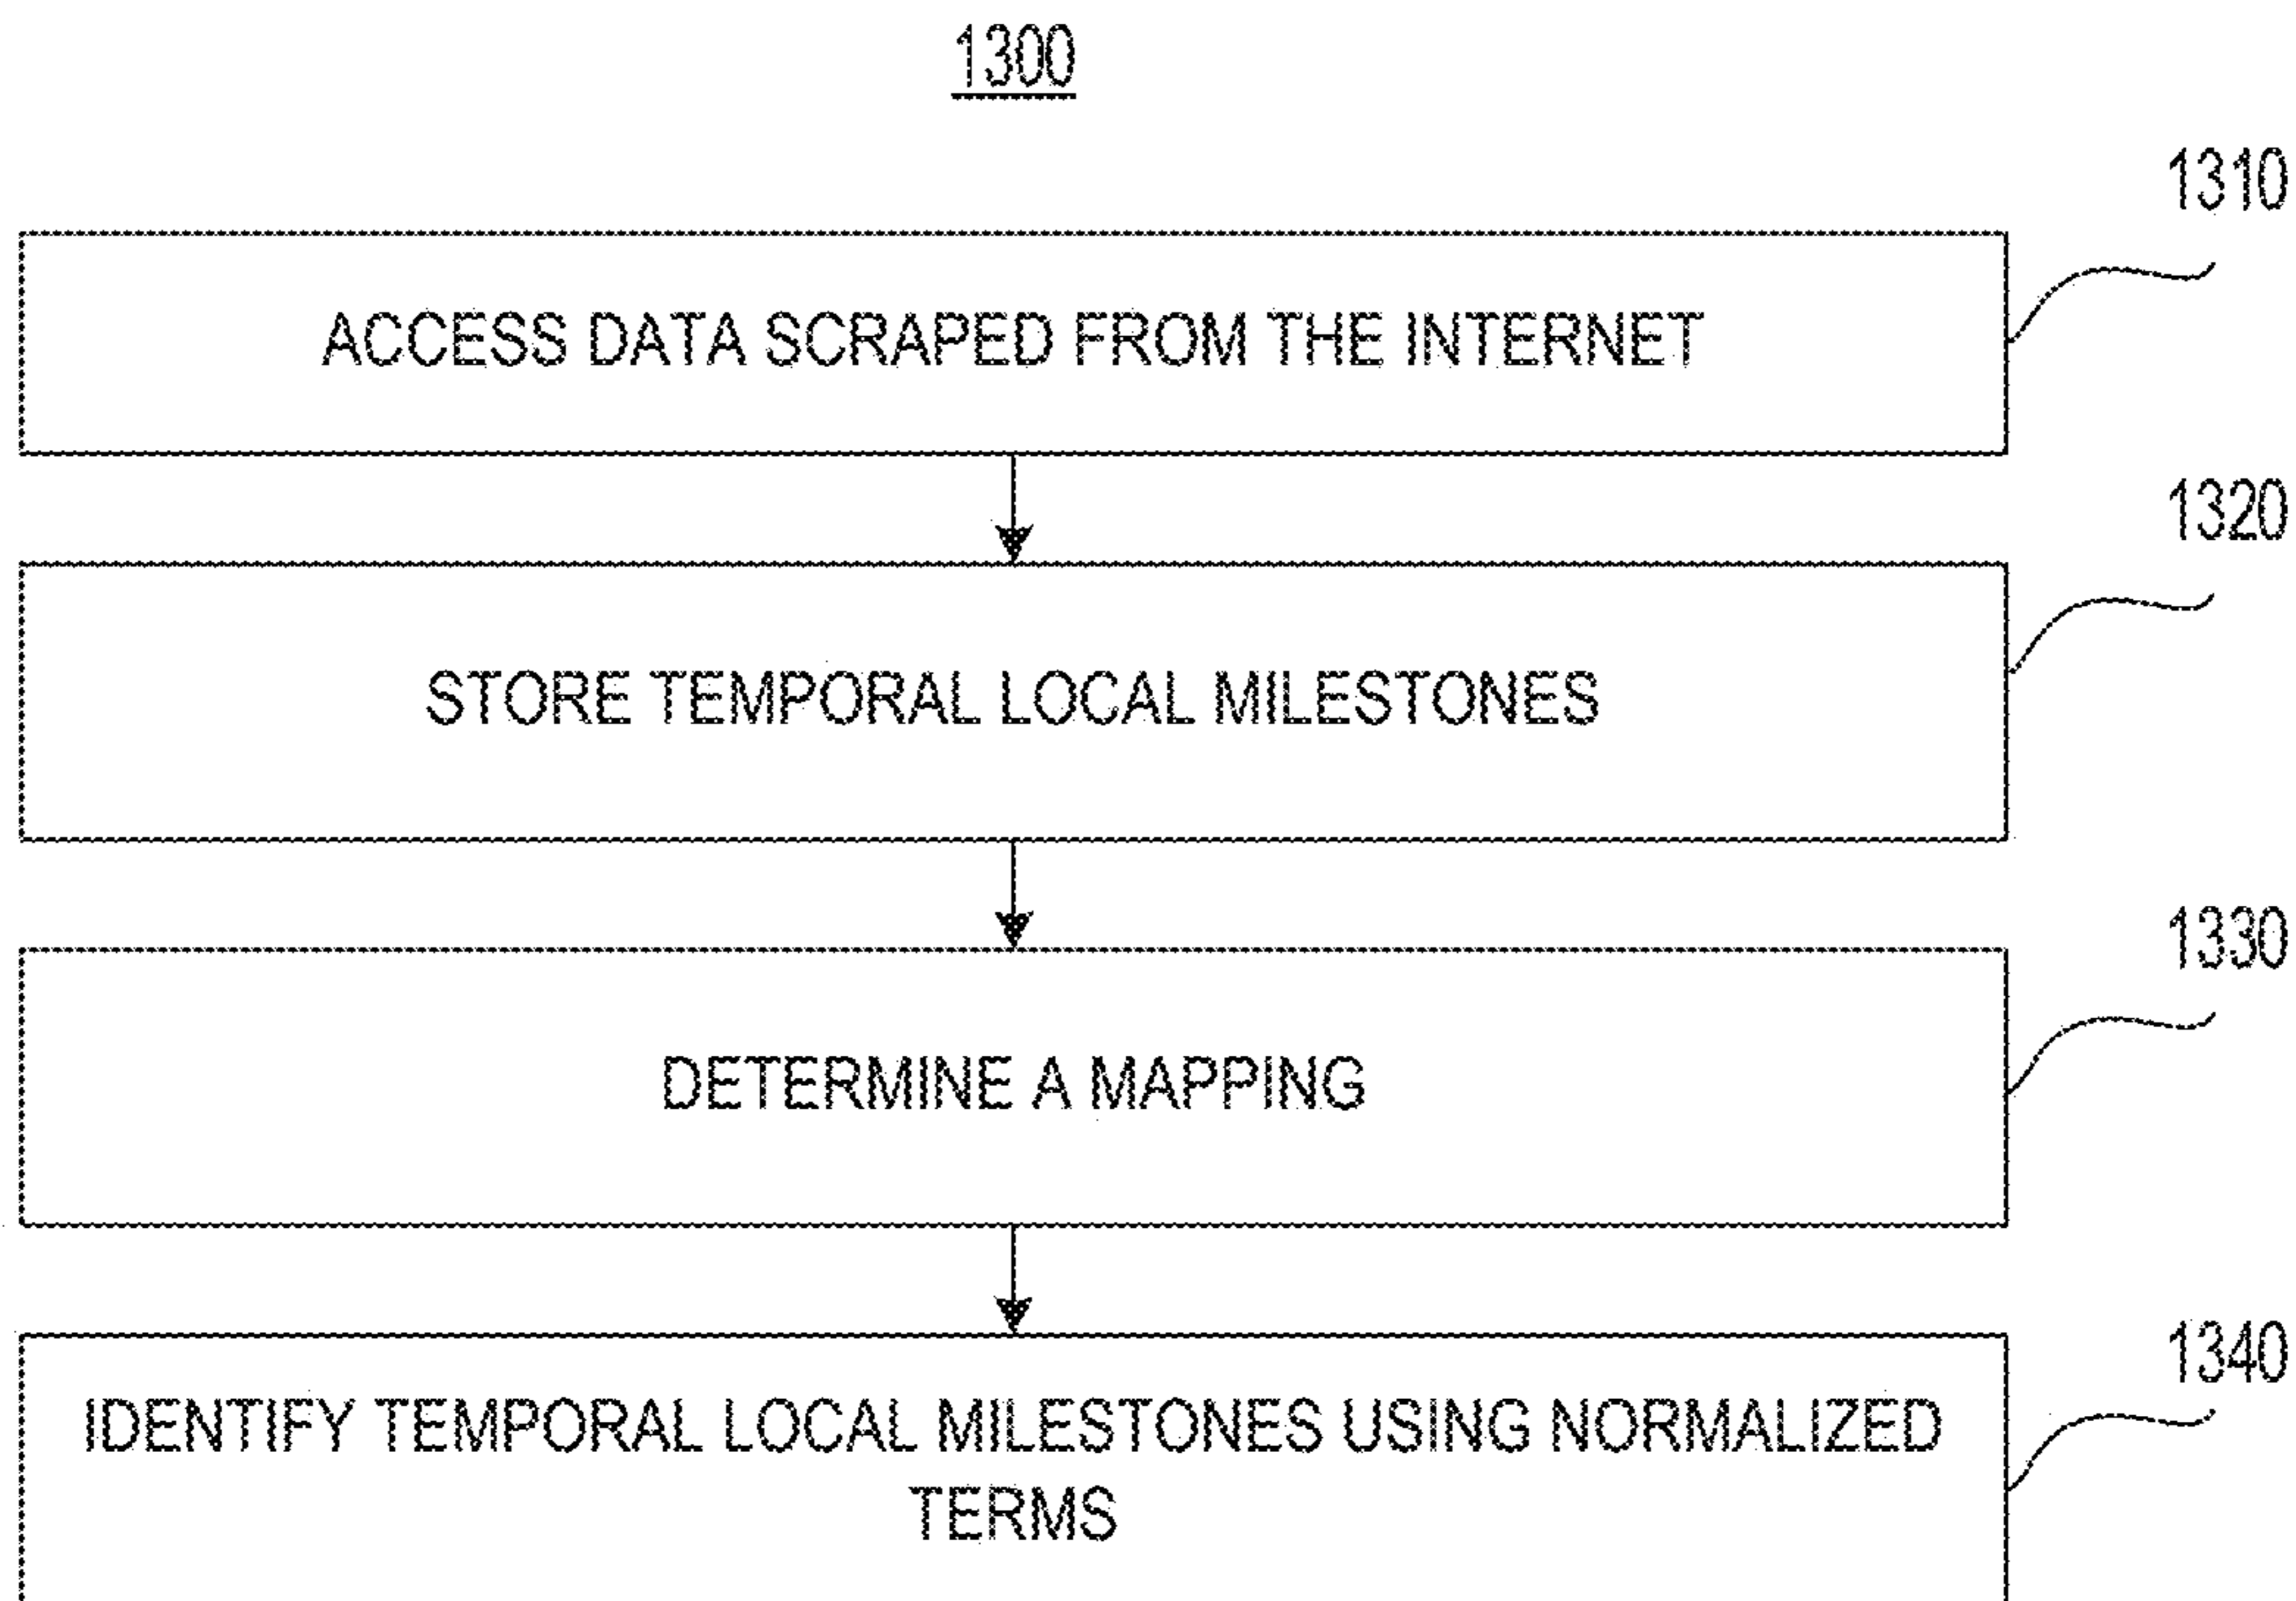 1300
1310
ACCESS DATA SCRAPED FROM THE INTERNET
1320
STORE TEMPORAL LOCAL MILESTONES
1330
DETERMINE A MAPPING
1340
IDENTIFY TEMPORAL LOCAL MILESTONES USING NORMALIZED
TERMS